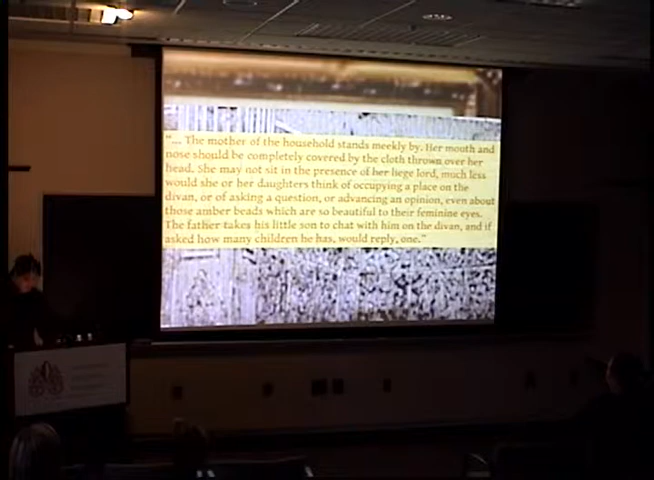 "... The mother of the household stands meekly by. Her mouth and
nose should be completely covered by the cloth thrown over her
head. She may not sit in the presence of her liege lord, much less
would she or her daughters think of occupying a place on the
divan, or of asking a question, or advancing an opinion, even about
those amber beads which are so beautiful to their feminine eyes.
The father takes his little son to chat with him on the divan, and if
asked how many children he has, would reply, one."